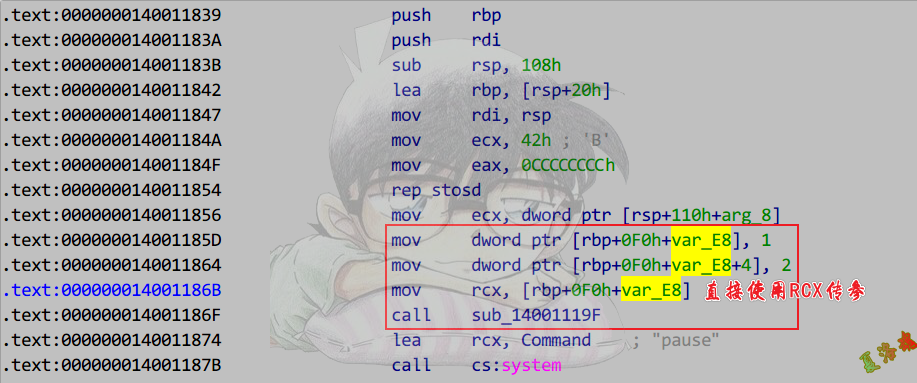 .text:0000000140011839 push rbp
.text:000000014001183A push rdi
.text:000000014001183B sub rsp, 108h
.text:0000000140011842 lea rbp, [rsp+20h]
.text:0000000140011847 mov rdi, rsp
.text:000000014001184A mov ecx, 42h ; 'B'
.text:000000014001184F mov eax, 0CCCCCCCCh
.text:0000000140011854 rep stosd
.text:0000000140011856 mov ecx, dword ptr [rsp+110h+arg_8]
.text:000000014001185D mov dword ptr [rbp+0F0h+var_E8], 1
.text:0000000140011864 mov dword ptr [rbp+0F0h+var_E8+4], 2
.text:000000014001186B mov rcx, [rbp+0F0h+var_E8] 直接使用RCX传参
.text:000000014001186F call sub_14001119F
.text:0000000140011874 lea rcx, Command ; "pause"
.text:000000014001187B call cs:system